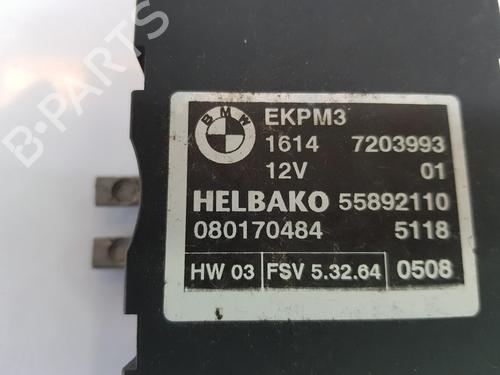 BMW
EKPM3
1614 7203993
12V 01
HELBAKO 55892110
080170484 5118
HW 03 FSV 5.32.64 0508
B-PARTS